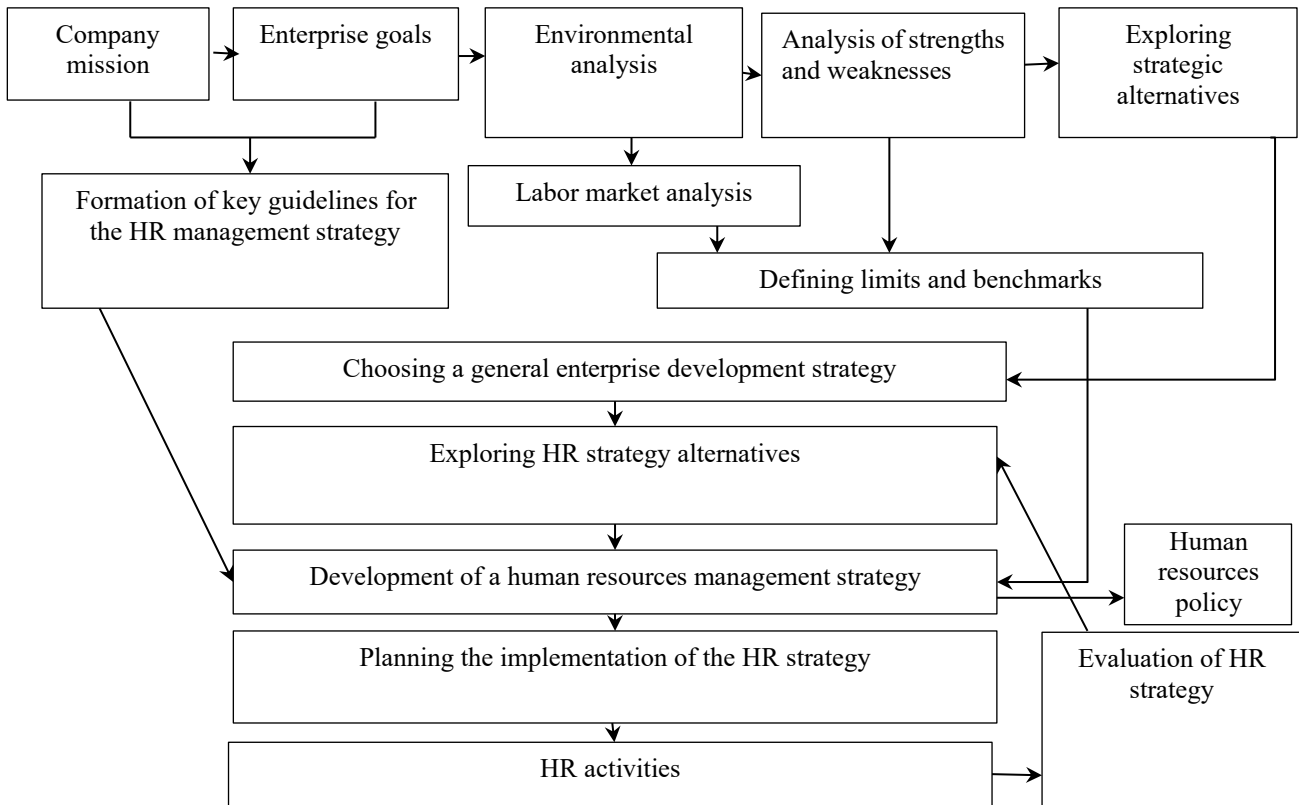 Company
mission
Enterprise goals
Environmental
analysis
Analysis of strengths
and weaknesses
Exploring
strategic
alternatives
Formation of key guidelines for
the HR management strategy
Labor market analysis
Defining limits and benchmarks
Choosing a general enterprise development strategy
Exploring HR strategy alternatives
Development of a human resources management strategy
Human
resources
policy
Planning the implementation of the HR strategy
Evaluation of HR
strategy
HR activities